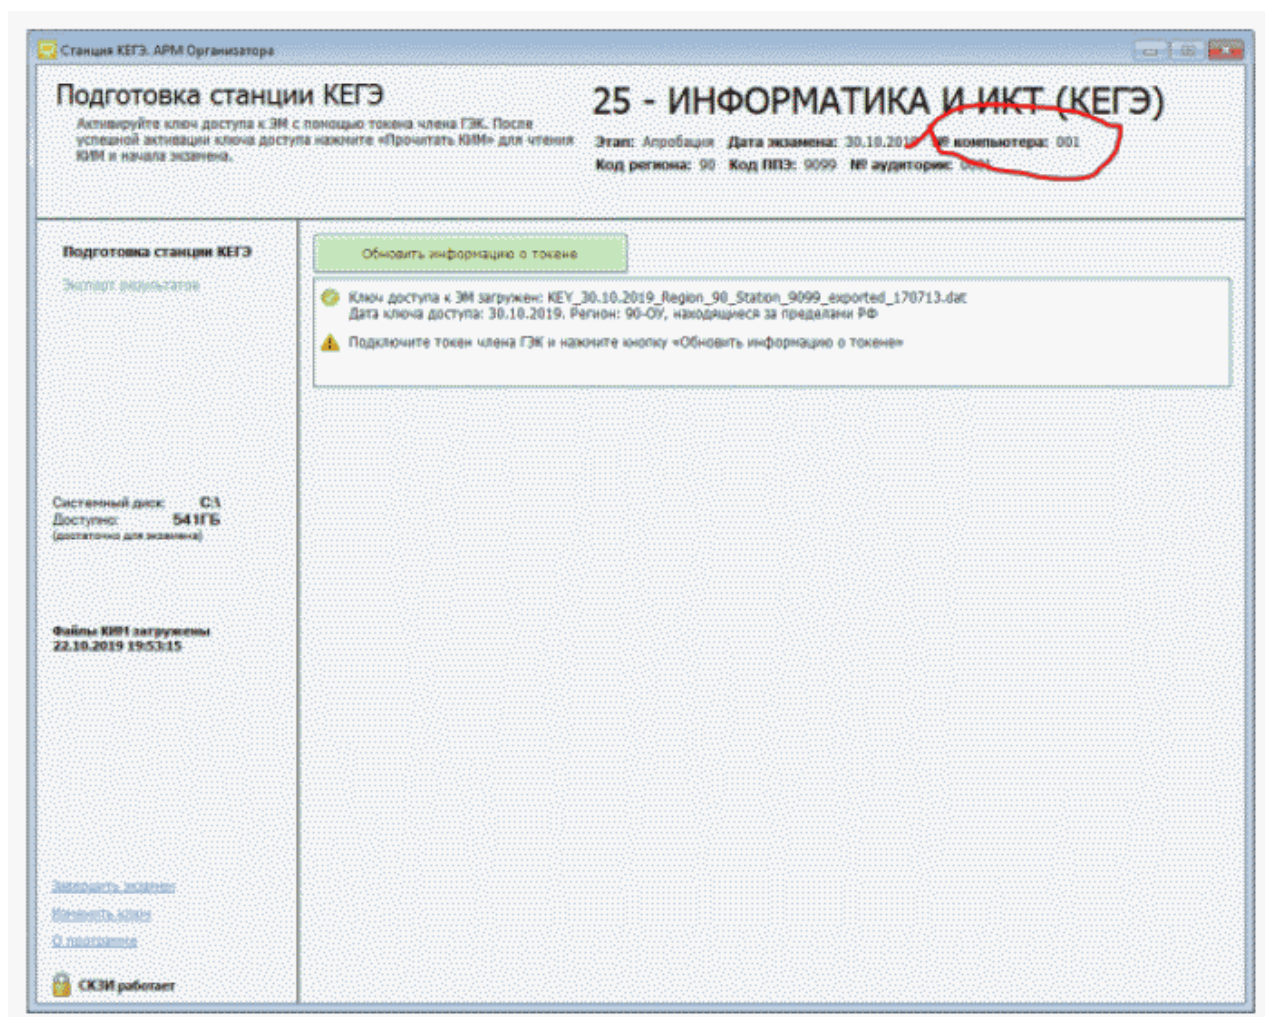 Станция КЕГЭ. АРМ Организатора
Подготовка станции КЕГЭ
Активируйте ключ доступа к ЭМ с помощью токена члена ГЭК. После
успешной активации ключа доступа нажмите «Прочитать КИМ» для чтения
КИМ и начала экзамена.
25 - ИНФОРМАТИКА И ИКТ (КЕГЭ)
Этап: Апробация Дата экзамена: 30.10.201 № компьютера: 001
Код региона: 90 Код ППЭ: 9099 № аудитории:
Подготовка станции КЕГЭ
Экспорт результатов
Обновить информацию о токене
Ключ доступа к ЭМ загружен: KEY_30.10.2019_Region_90_Station_9099_exported_170713.dat
Дата ключа доступа: 30.10.2019. Регион: 90-ОУ, находящиеся за пределами РФ
Подключите токен члена ГЭК и нажмите кнопку «Обновить информацию о токене»
Системный диск: C:\
Доступно: 541ГБ
(достаточно для экзамена)
Файлы КИМ загружены
22.10.2019 19:53:15
Завершить экзамен
Изменить ключ
О программе
СКЗИ работает